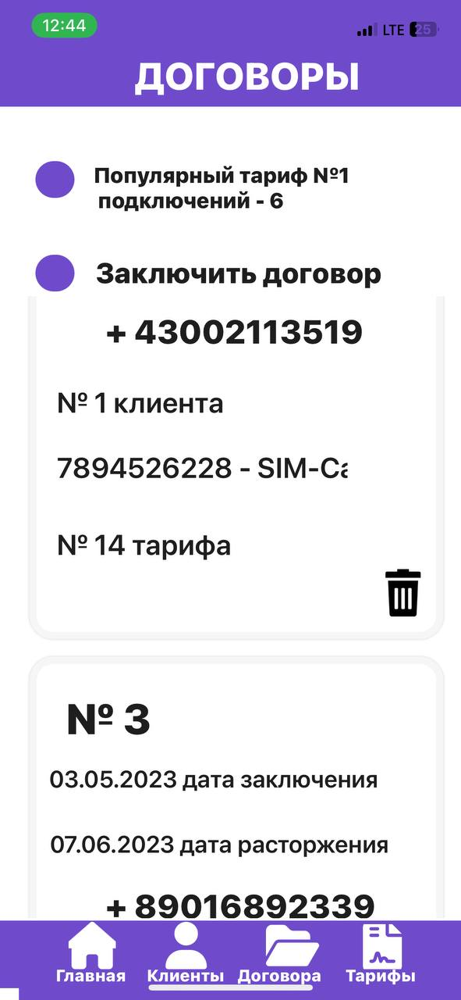 12:44 LTE 25
ДОГОВОРЫ
Популярный тариф №1
подключений - 6
Заключить договор
+ 43002113519
№ 1 клиента
7894526228 - SIM-Ca
№ 14 тарифа
№ 3
03.05.2023 дата заключения
07.06.2023 дата расторжения
+ 89016892339
Главная Клиенты Договора Тарифы